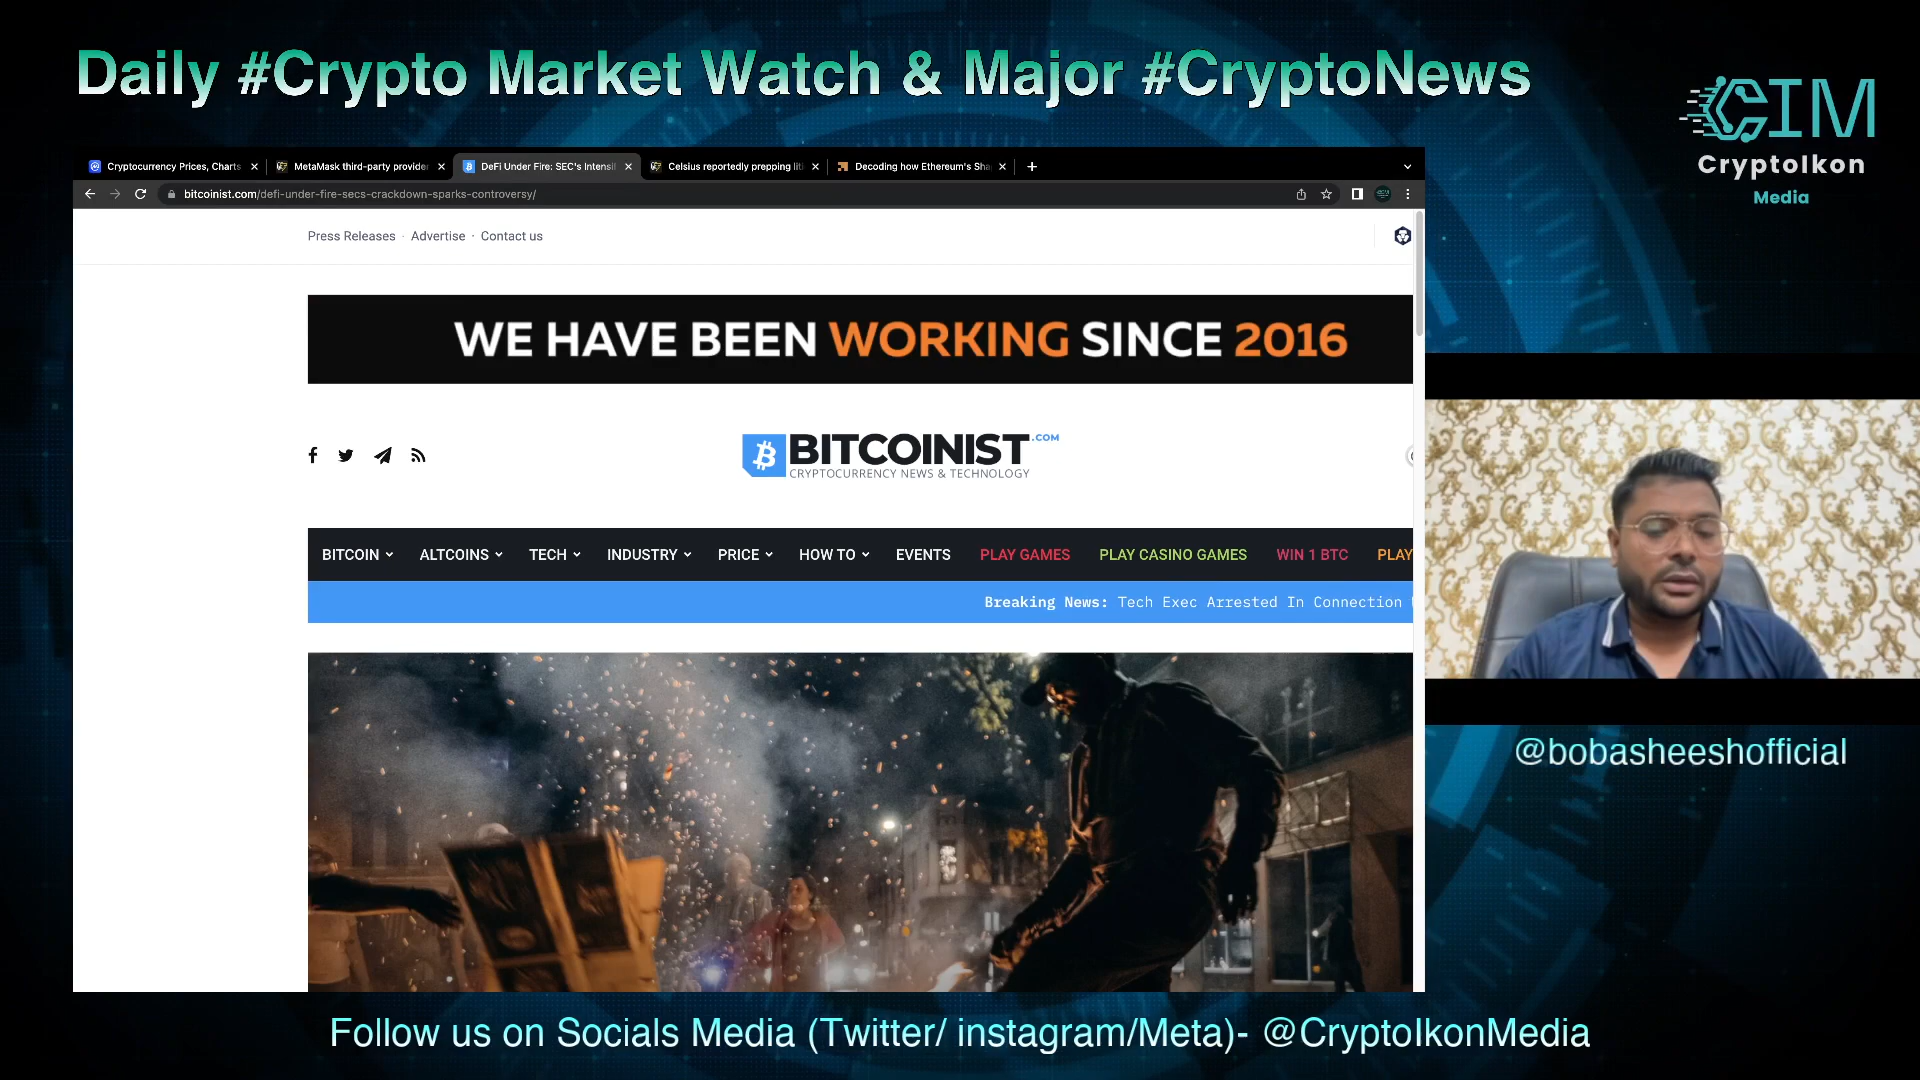 Daily #Crypto Market Watch & Major #CryptoNews
CIM
CryptoIkon
Media
Cryptocurrency Prices, Charts
MetaMask third-party provider
DeFi Under Fire: SEC's Intensif
Celsius reportedly prepping liti
Decoding how Ethereum's Sha
bitcoinist.com/defi-under-fire-secs-crackdown-sparks-controversy/
Press Releases · Advertise · Contact us
WE HAVE BEEN WORKING SINCE 2016
BITCOINIST.COM
CRYPTOCURRENCY NEWS & TECHNOLOGY
BITCOIN ALTCOINS TECH INDUSTRY PRICE HOW TO EVENTS PLAY GAMES PLAY CASINO GAMES WIN 1 BTC PLAY
Breaking News: Tech Exec Arrested In Connection
@bobasheeshofficial
Follow us on Socials Media (Twitter/ instagram/Meta)- @CryptoIkonMedia